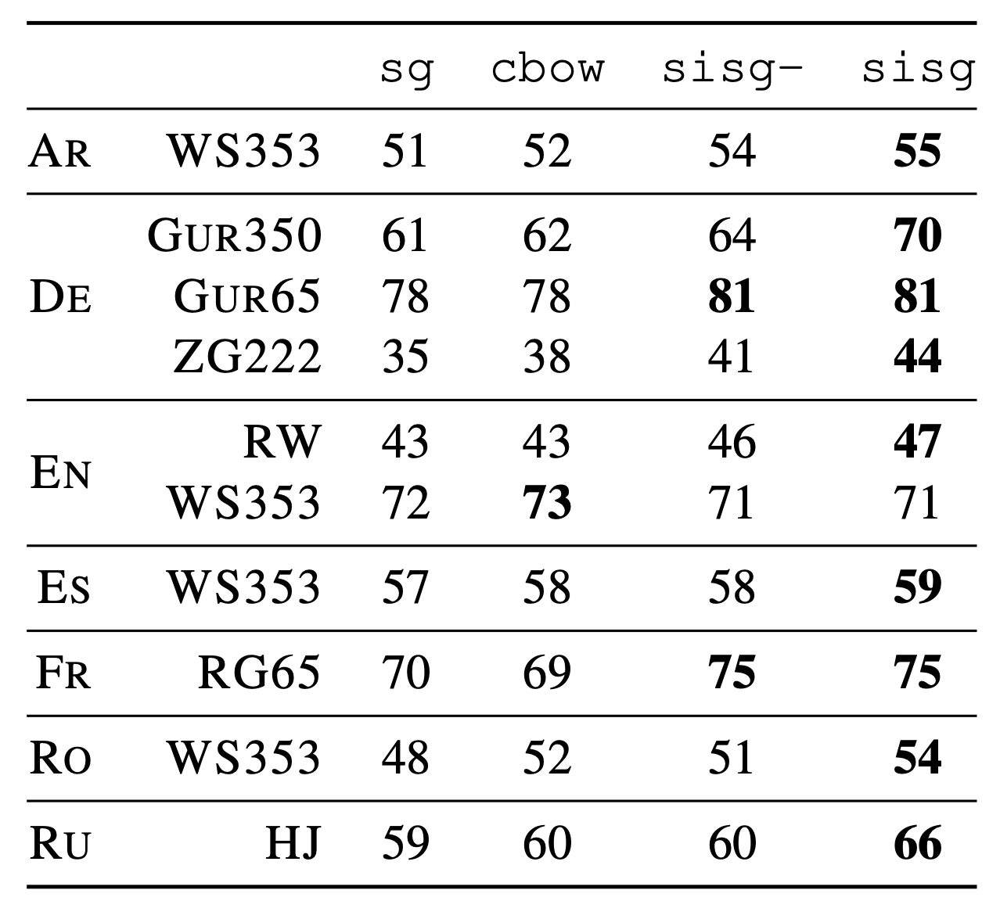 sg cbow sisg- sisg
AR WS353 51 52 54 55
GUR350 61 62 64 70
DE GUR65 78 78 81 81
ZG222 35 38 41 44
EN RW 43 43 46 47
WS353 72 73 71 71
ES WS353 57 58 58 59
FR RG65 70 69 75 75
RO WS353 48 52 51 54
RU HJ 59 60 60 66